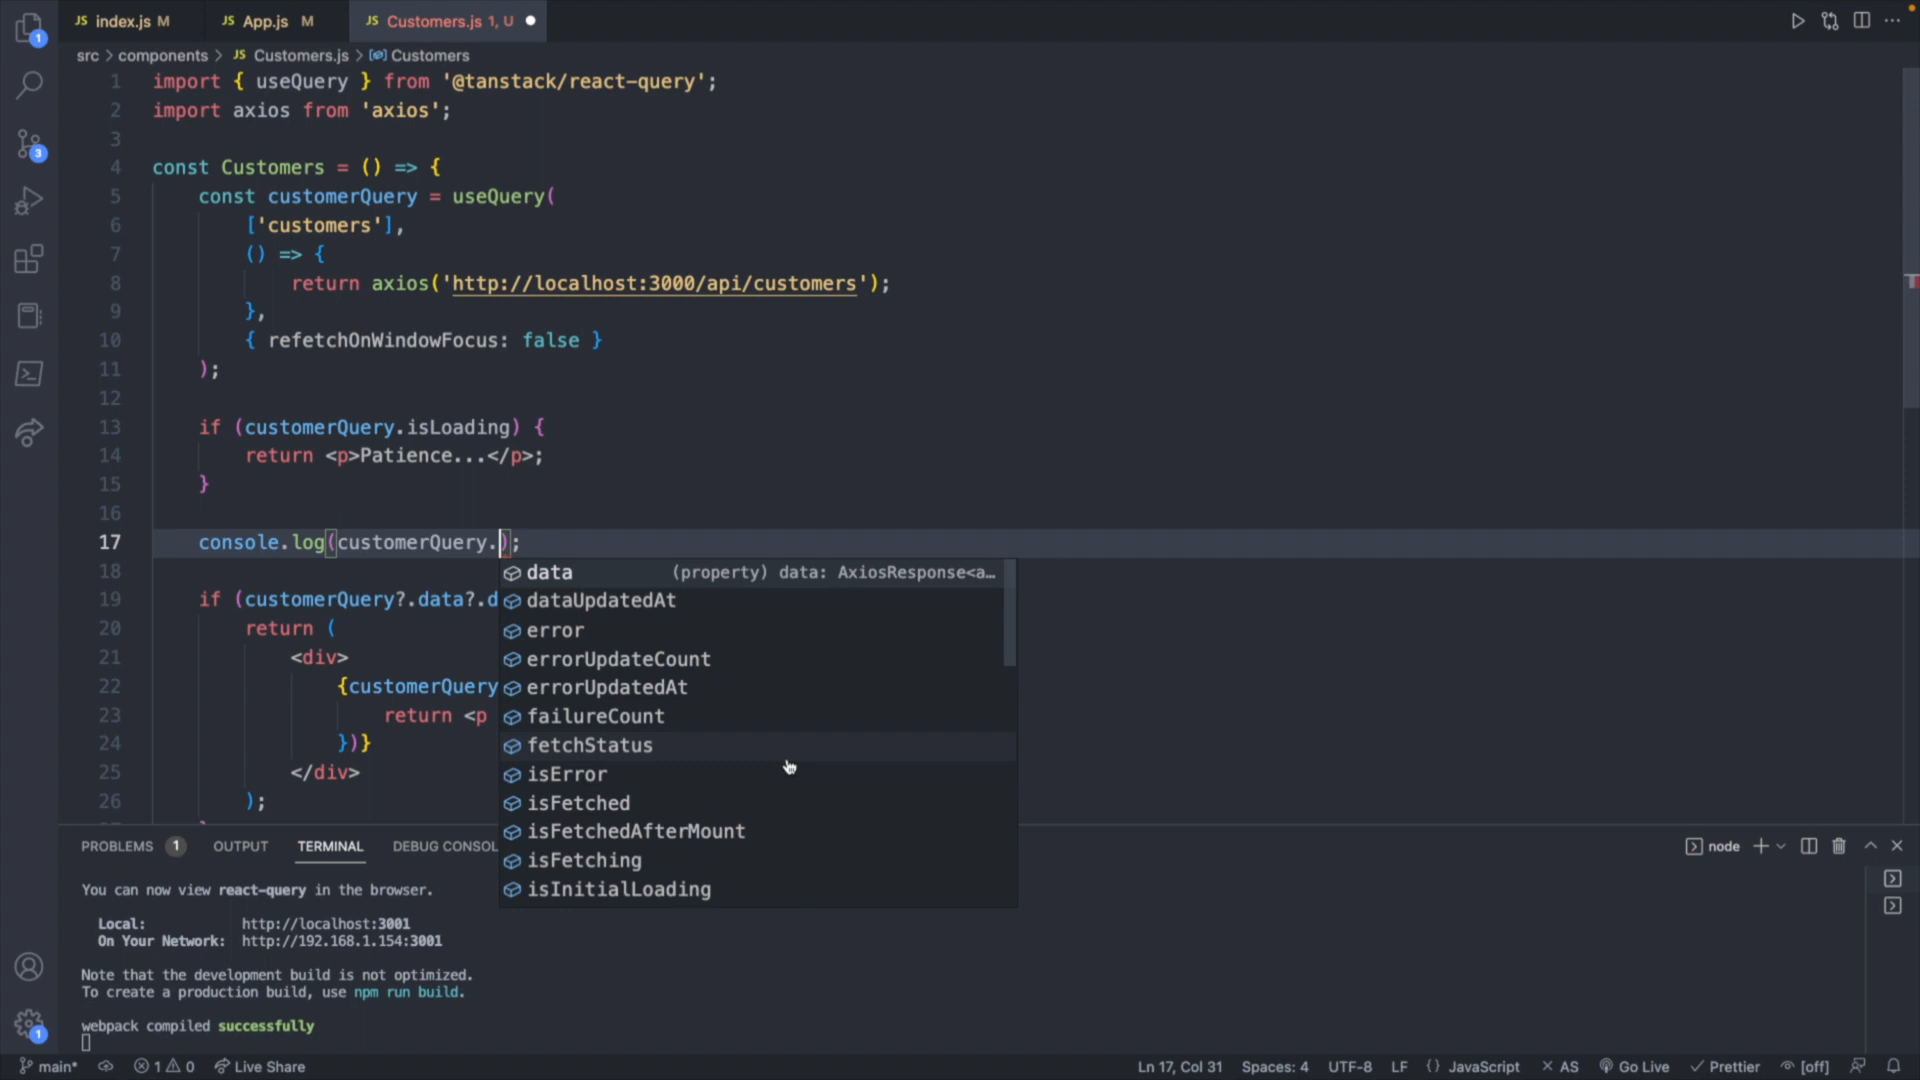 JS index.js M JS App.js M JS Customers.js 1, U
src > components > JS Customers.js > Customers
1 import { useQuery } from '@tanstack/react-query';
2 import axios from 'axios';
3
4 const Customers = () => {
5 const customerQuery = useQuery(
6 ['customers'],
7 () => {
8 return axios('http://localhost:3000/api/customers');
9 },
10 { refetchOnWindowFocus: false }
11 );
12
13 if (customerQuery.isLoading) {
14 return <p>Patience...</p>;
15 }
16
17 console.log(customerQuery.);
18
data (property) data: AxiosResponse<a…
19 if (customerQuery?.data?.d
dataUpdatedAt
20 return (
error
21 <div>
errorUpdateCount
22 {customerQuery
errorUpdatedAt
23 return <p
failureCount
24 })}
fetchStatus
25 </div>
isError
26 );
isFetched
isFetchedAfterMount
isFetching
isInitialLoading
PROBLEMS 1 OUTPUT TERMINAL DEBUG CONSOL
node
You can now view react-query in the browser.
Local: http://localhost:3001
On Your Network: http://192.168.1.154:3001
Note that the development build is not optimized.
To create a production build, use npm run build.
webpack compiled successfully
1
3
1
main* 1 0 Live Share Ln 17, Col 31 Spaces: 4 UTF-8 LF {} JavaScript AS Go Live Prettier [off]